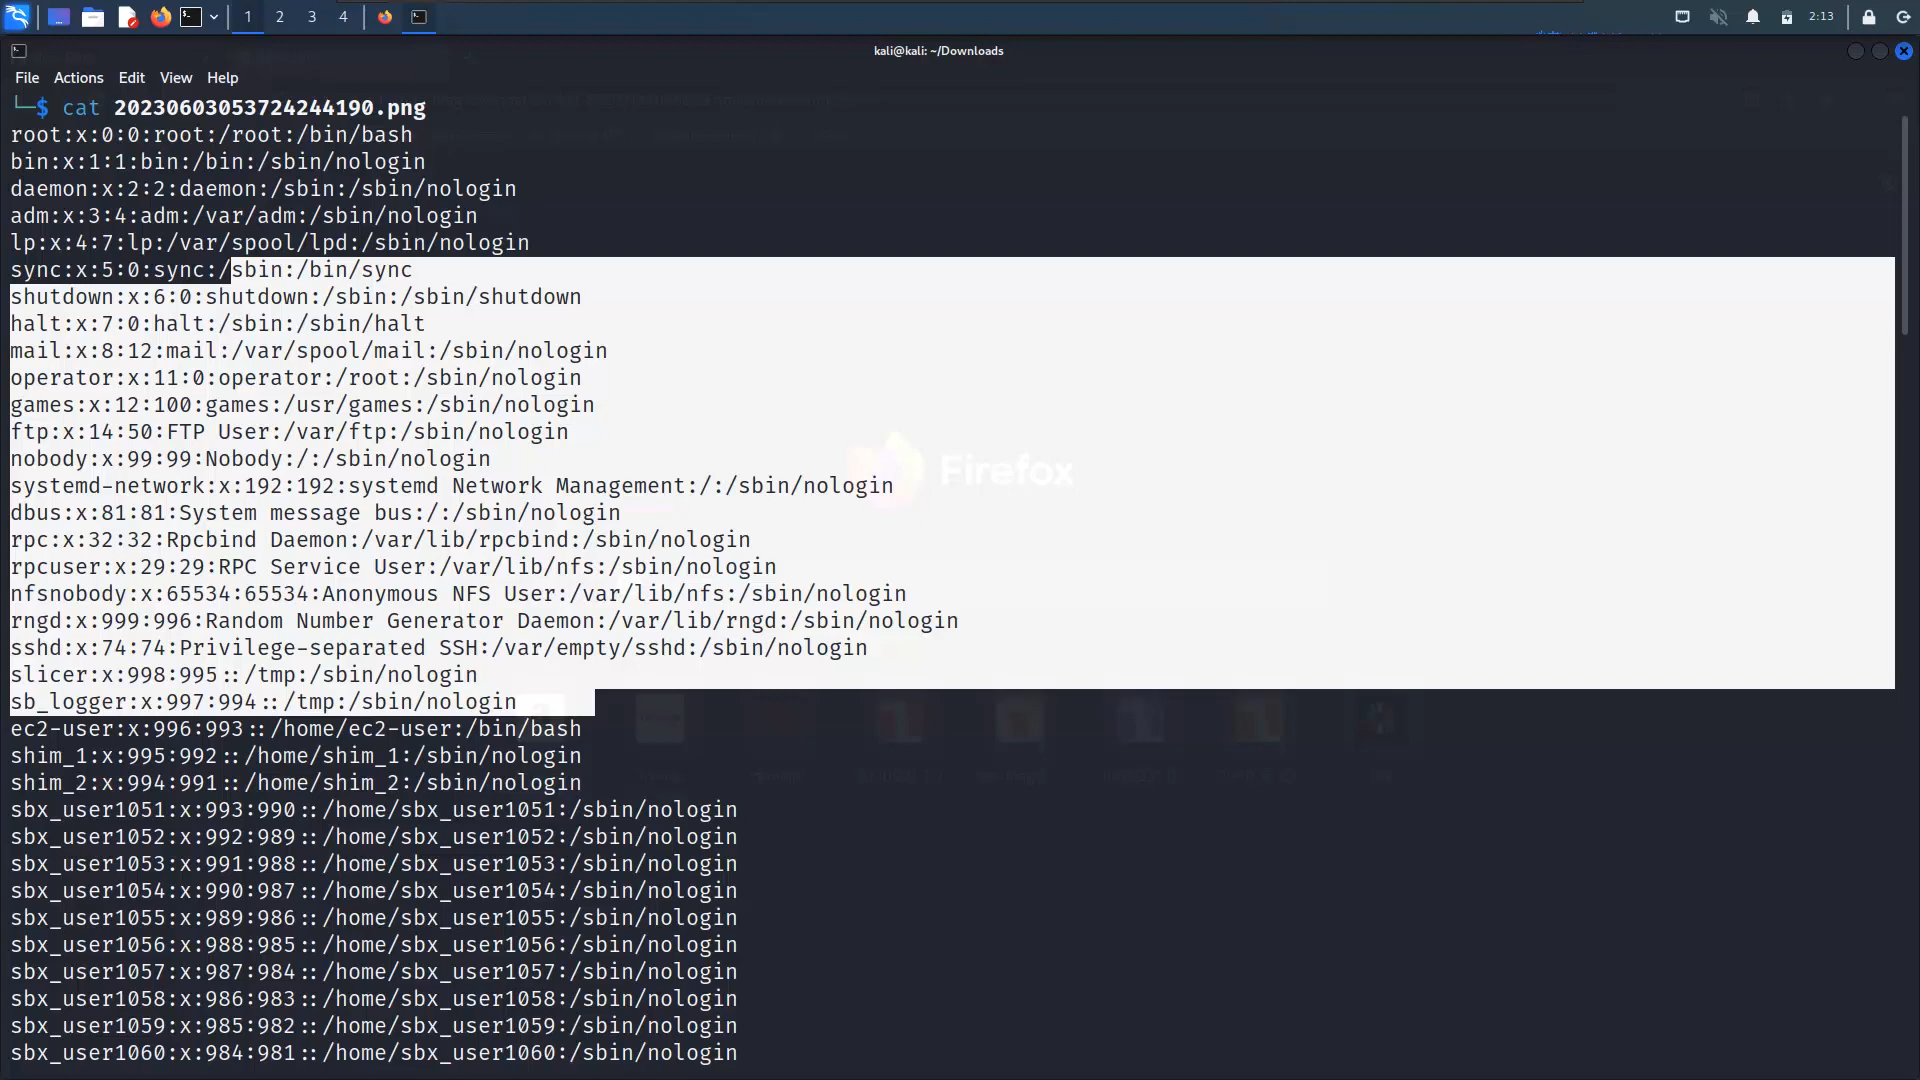 1 2 3 4
2:13
kali@kali: ~/Downloads
File Actions Edit View Help
└─$ cat 20230603053724244190.png
root:x:0:0:root:/root:/bin/bash
bin:x:1:1:bin:/bin:/sbin/nologin
daemon:x:2:2:daemon:/sbin:/sbin/nologin
adm:x:3:4:adm:/var/adm:/sbin/nologin
lp:x:4:7:lp:/var/spool/lpd:/sbin/nologin
sync:x:5:0:sync:/sbin:/bin/sync
shutdown:x:6:0:shutdown:/sbin:/sbin/shutdown
halt:x:7:0:halt:/sbin:/sbin/halt
mail:x:8:12:mail:/var/spool/mail:/sbin/nologin
operator:x:11:0:operator:/root:/sbin/nologin
games:x:12:100:games:/usr/games:/sbin/nologin
ftp:x:14:50:FTP User:/var/ftp:/sbin/nologin
nobody:x:99:99:Nobody:/:/sbin/nologin
Firefox
systemd-network:x:192:192:systemd Network Management:/:/sbin/nologin
dbus:x:81:81:System message bus:/:/sbin/nologin
rpc:x:32:32:Rpcbind Daemon:/var/lib/rpcbind:/sbin/nologin
rpcuser:x:29:29:RPC Service User:/var/lib/nfs:/sbin/nologin
nfsnobody:x:65534:65534:Anonymous NFS User:/var/lib/nfs:/sbin/nologin
rngd:x:999:996:Random Number Generator Daemon:/var/lib/rngd:/sbin/nologin
sshd:x:74:74:Privilege-separated SSH:/var/empty/sshd:/sbin/nologin
slicer:x:998:995::/tmp:/sbin/nologin
sb_logger:x:997:994::/tmp:/sbin/nologin
ec2-user:x:996:993::/home/ec2-user:/bin/bash
shim_1:x:995:992::/home/shim_1:/sbin/nologin
shim_2:x:994:991::/home/shim_2:/sbin/nologin
sbx_user1051:x:993:990::/home/sbx_user1051:/sbin/nologin
sbx_user1052:x:992:989::/home/sbx_user1052:/sbin/nologin
sbx_user1053:x:991:988::/home/sbx_user1053:/sbin/nologin
sbx_user1054:x:990:987::/home/sbx_user1054:/sbin/nologin
sbx_user1055:x:989:986::/home/sbx_user1055:/sbin/nologin
sbx_user1056:x:988:985::/home/sbx_user1056:/sbin/nologin
sbx_user1057:x:987:984::/home/sbx_user1057:/sbin/nologin
sbx_user1058:x:986:983::/home/sbx_user1058:/sbin/nologin
sbx_user1059:x:985:982::/home/sbx_user1059:/sbin/nologin
sbx_user1060:x:984:981::/home/sbx_user1060:/sbin/nologin